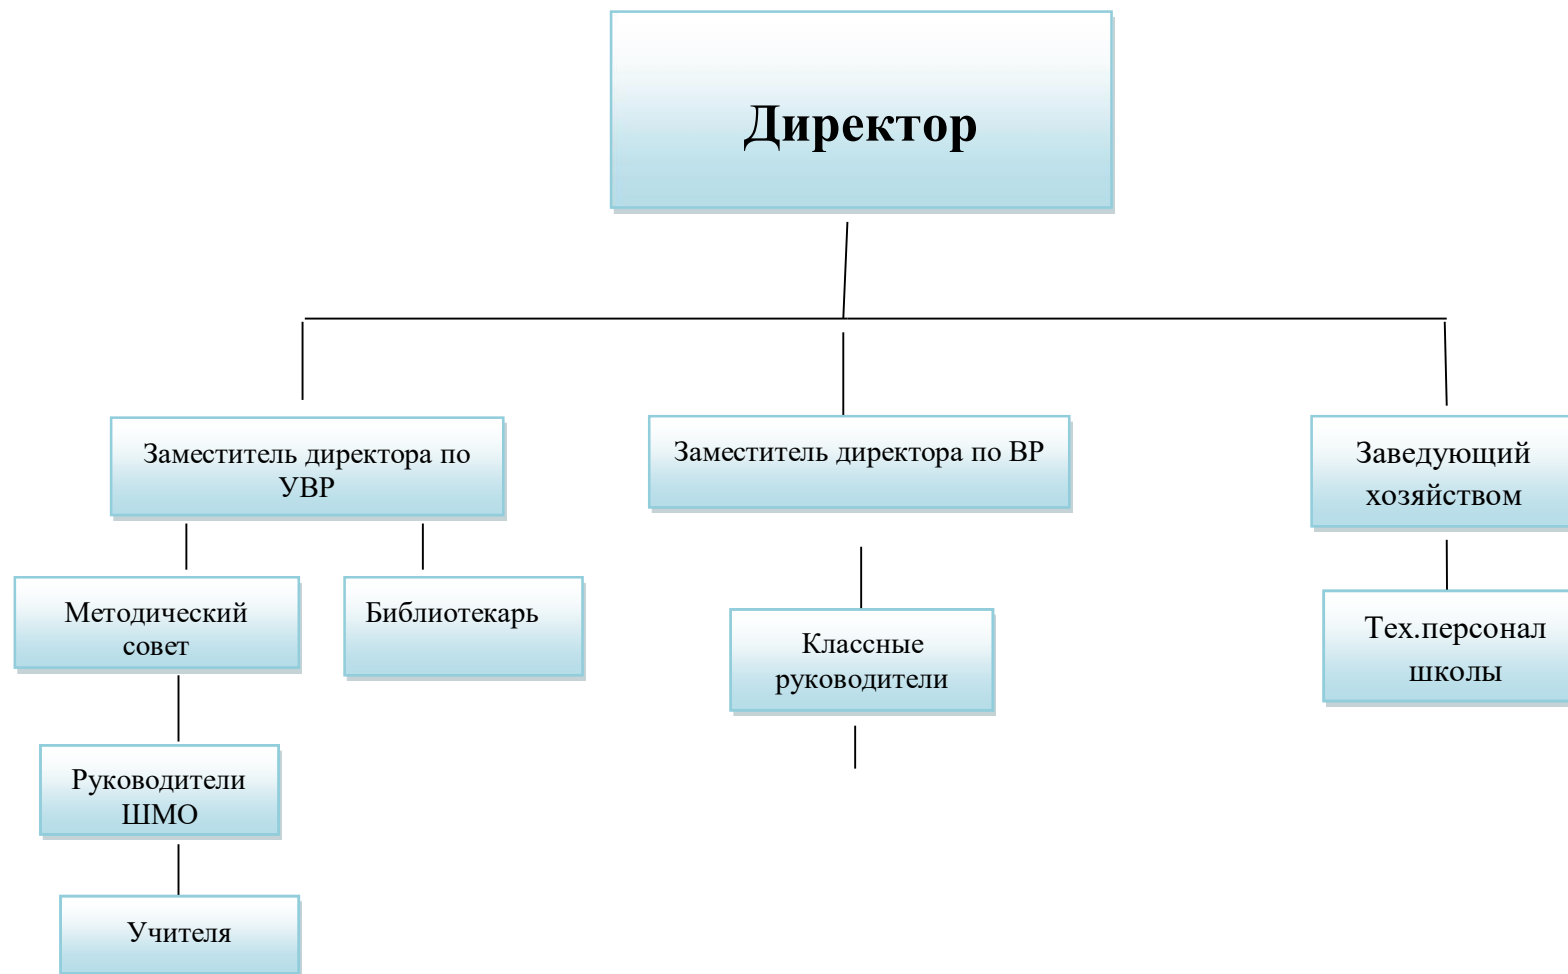 Директор
Заместитель директора по
УВР
Заместитель директора по ВР
Заведующий
хозяйством
Методический
совет
Библиотекарь
Классные
руководители
Тех.персонал
школы
Руководители
ШМО
Учителя